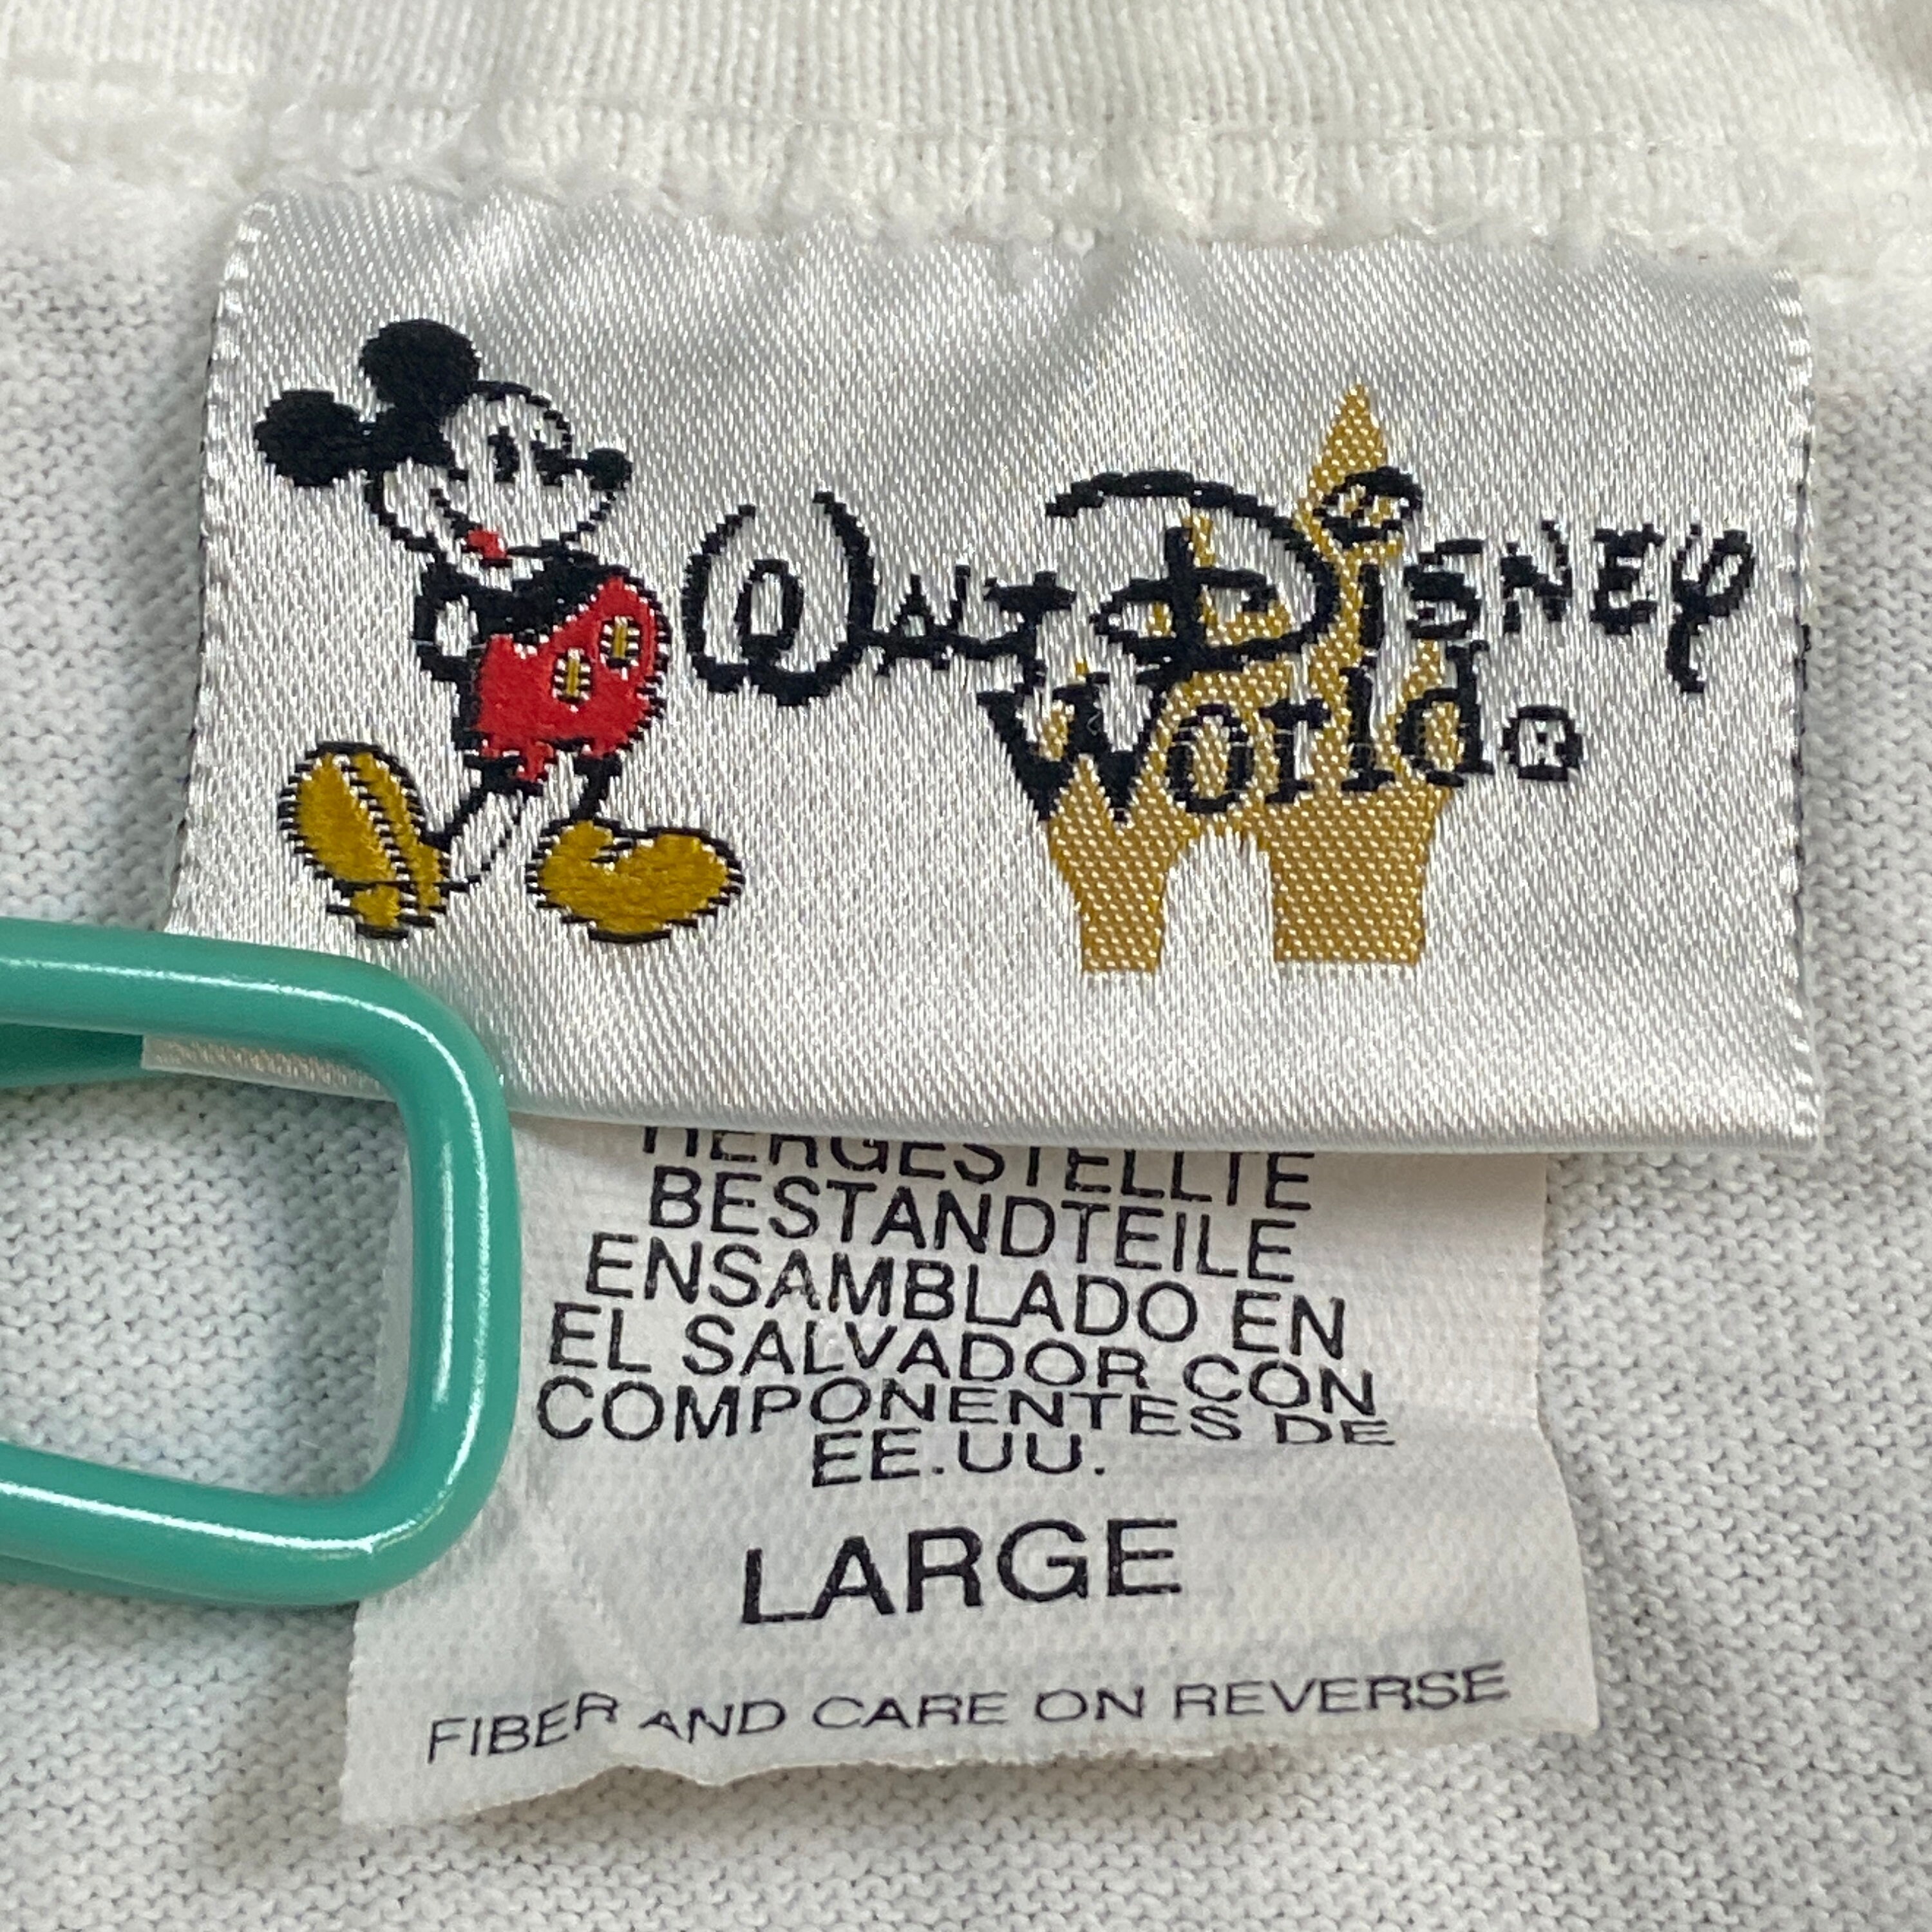 WALT DISNEY
World®
HERGESTELLTE
BESTANDTEILE
ENSAMBLADO EN
EL SALVADOR CON
COMPONENTES DE
EE.UU.
LARGE
FIBER AND CARE ON REVERSE